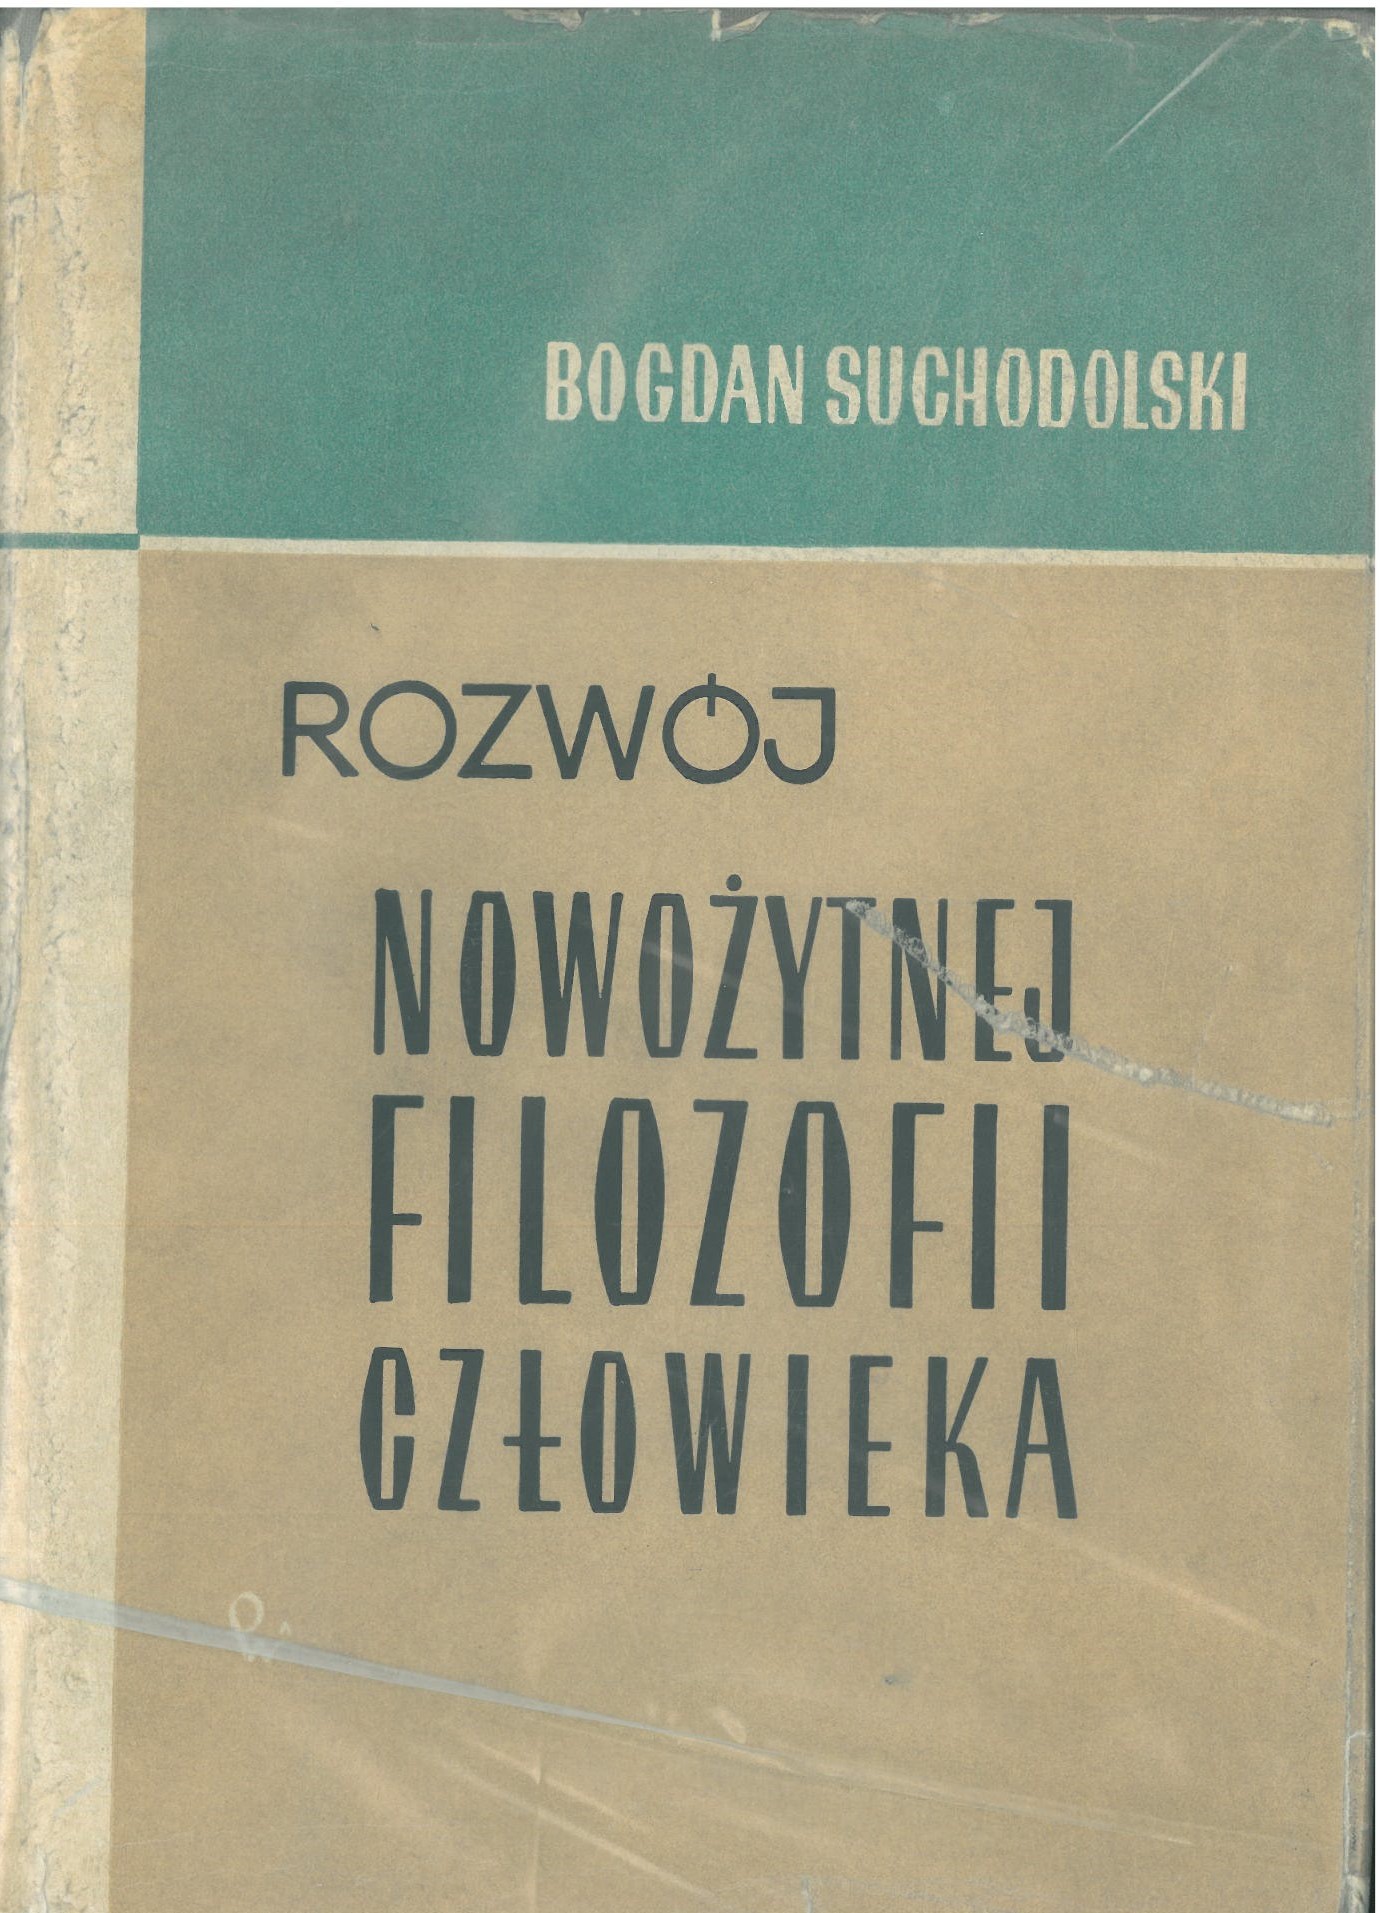 BOGDAN SUCHODOLSKI
ROZWÓJ
NOWOŻYTNEJ
FILOZOFII
CZŁOWIEKA